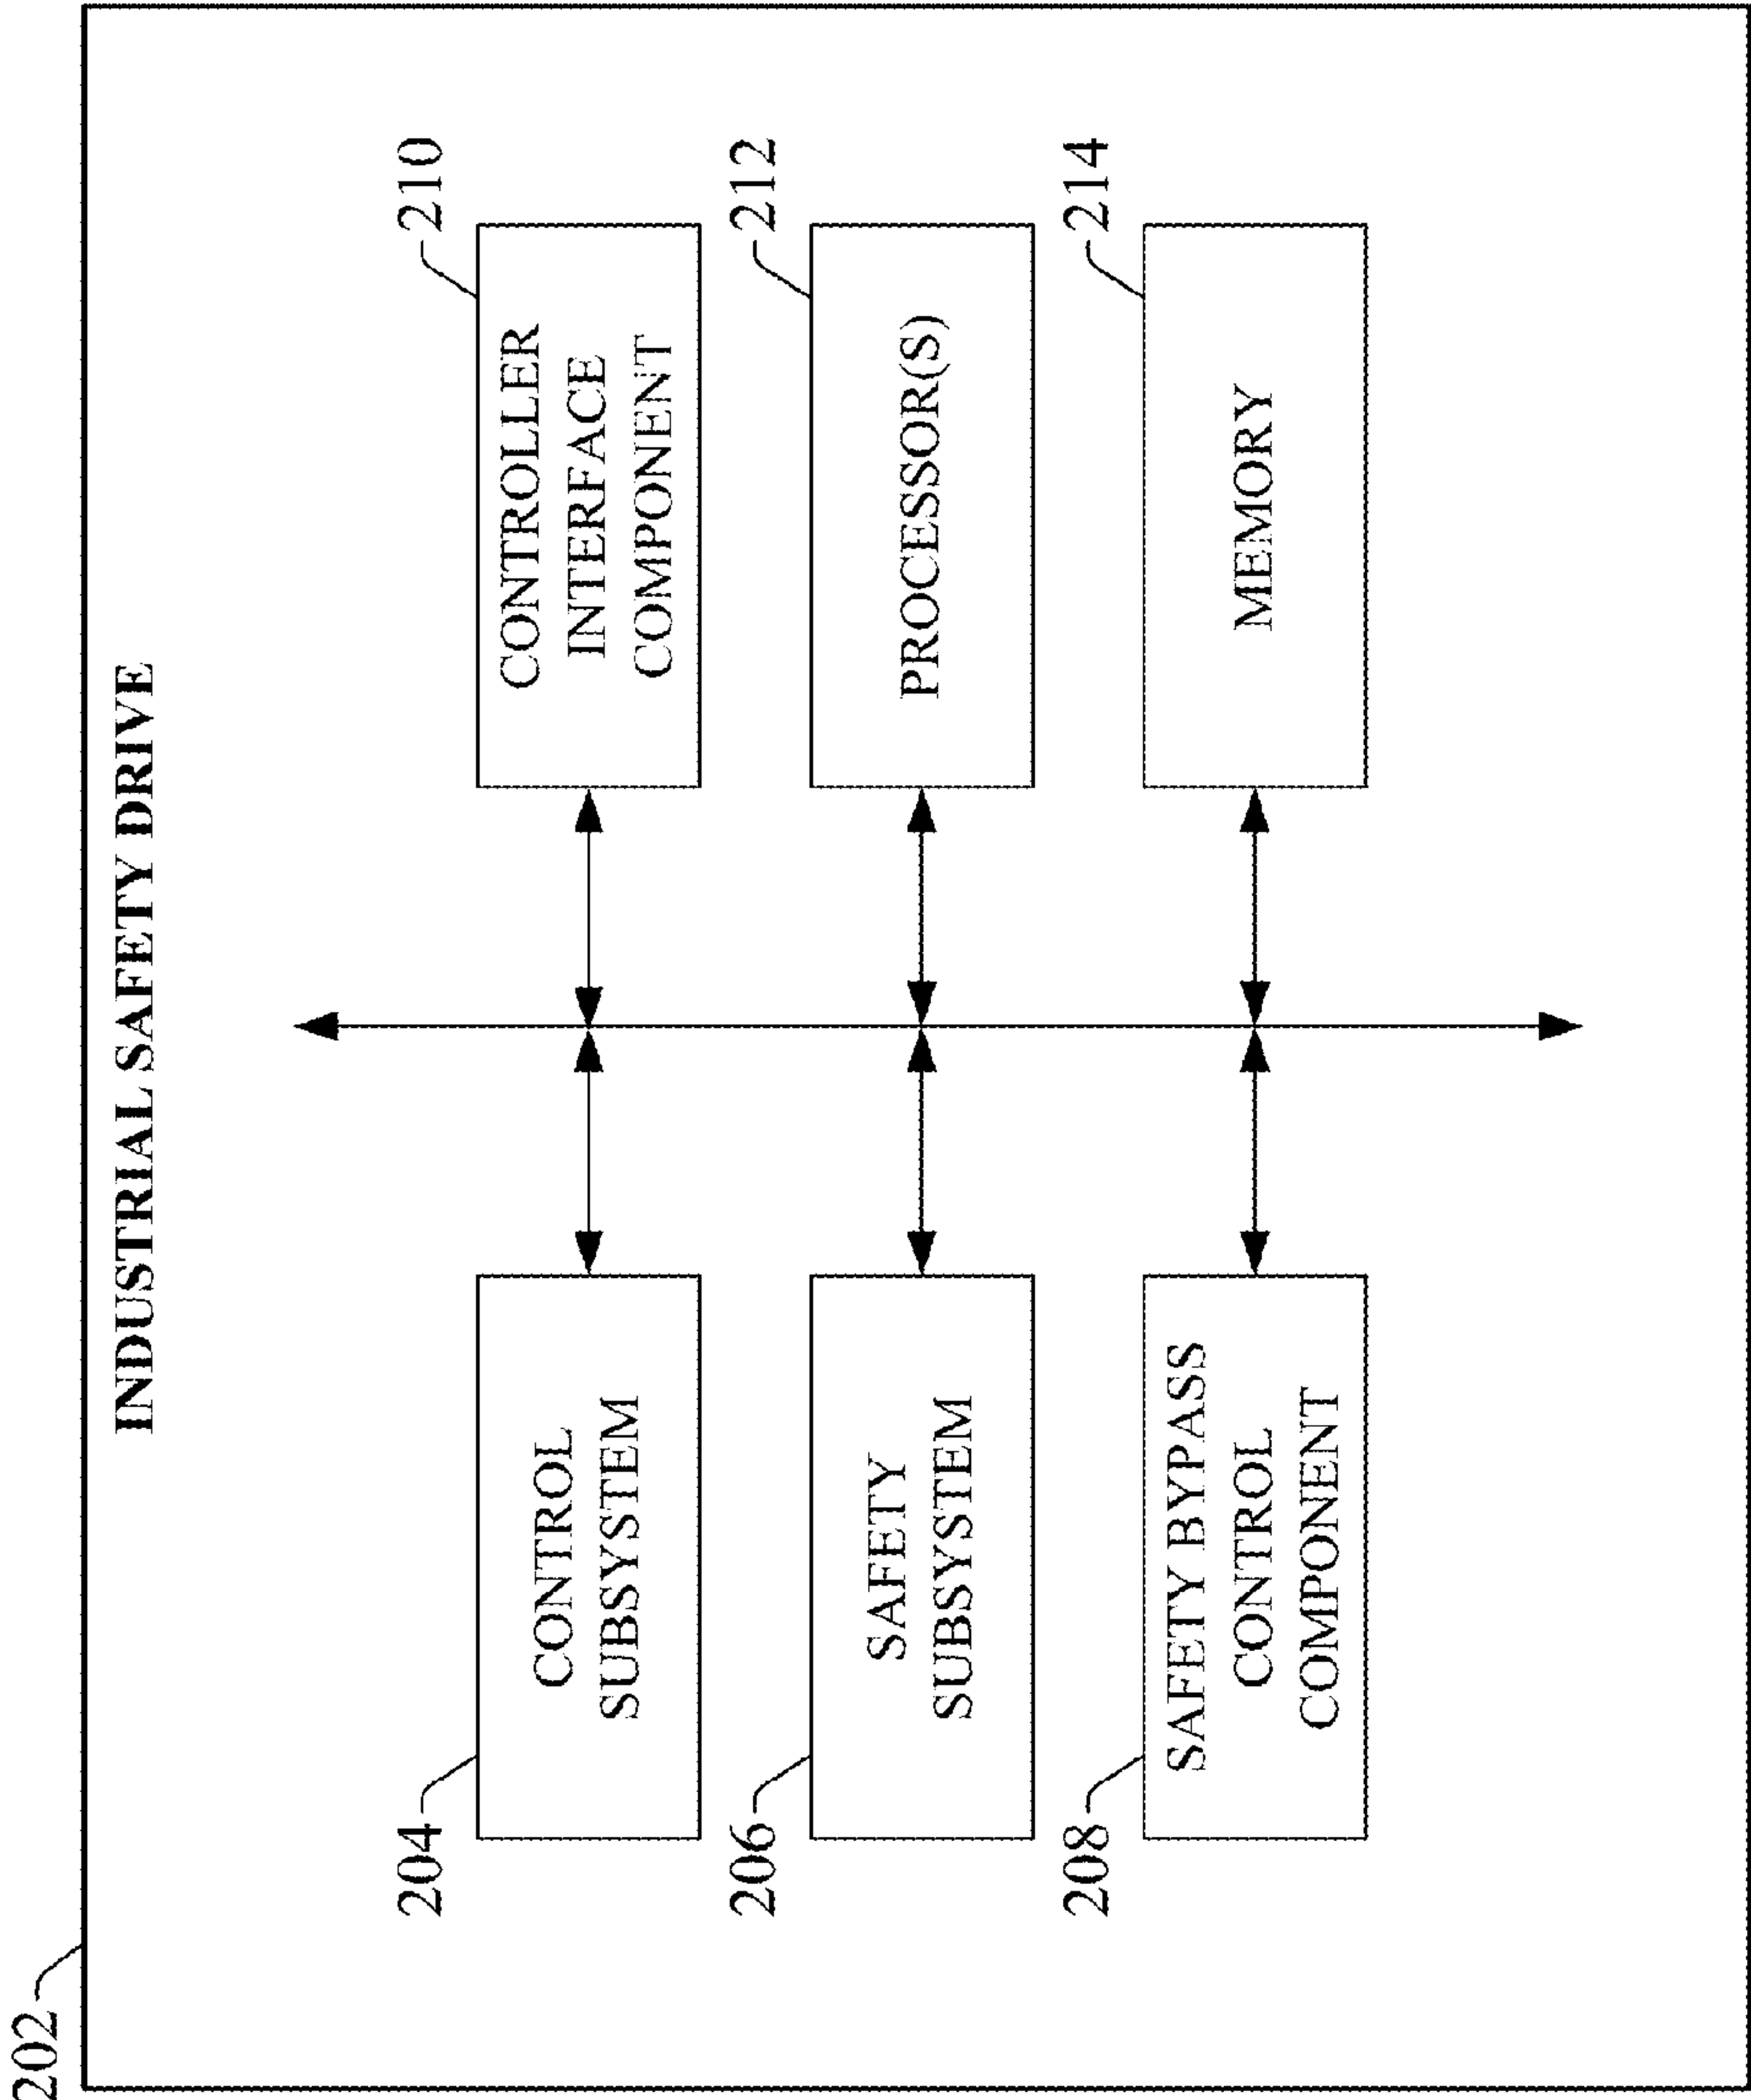 202
INDUSTRIAL SAFETY DRIVE
204
CONTROL
SUBSYSTEM
206
SAFETY
SUBSYSTEM
208
SAFETY BYPASS
CONTROL
COMPONENT
210
CONTROLLER
INTERFACE
COMPONENT
212
PROCESSOR(S)
214
MEMORY